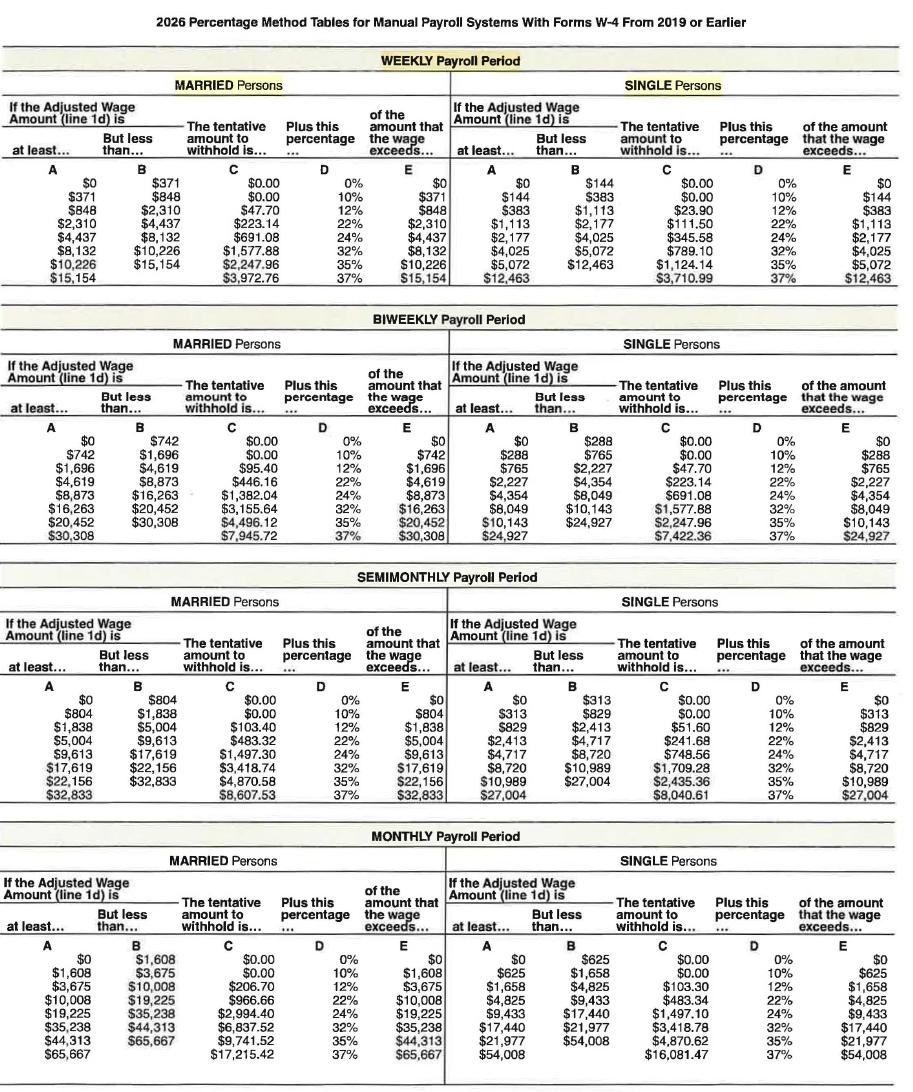 2026 Percentage Method Tables for Manual Payroll Systems With Forms W-4 From 2019 or Earlier
WEEKLY Payroll Period
MARRIED Persons SINGLE Persons
If the Adjusted Wage Amount (line 1d) is The tentative amount to withhold is... Plus this percentage ... of the amount that the wage exceeds... If the Adjusted Wage Amount (line 1d) is The tentative amount to withhold is... Plus this percentage ... of the amount that the wage exceeds...
at least... But less than... at least... But less than...
A B C D E A B C D E
$0 $371 $0.00 0% $0 $0 $144 $0.00 0% $0
$371 $848 $0.00 10% $371 $144 $383 $0.00 10% $144
$848 $2,310 $47.70 12% $848 $383 $1,113 $23.90 12% $383
$2,310 $4,437 $223.14 22% $2,310 $1,113 $2,177 $111.50 22% $1,113
$4,437 $8,132 $691.08 24% $4,437 $2,177 $4,025 $345.58 24% $2,177
$8,132 $10,226 $1,577.88 32% $8,132 $4,025 $5,072 $789.10 32% $4,025
$10,226 $15,154 $2,247.96 35% $10,226 $5,072 $12,463 $1,124.14 35% $5,072
$15,154 $3,972.76 37% $15,154 $12,463 $3,710.99 37% $12,463
BIWEEKLY Payroll Period
MARRIED Persons SINGLE Persons
If the Adjusted Wage Amount (line 1d) is The tentative amount to withhold is... Plus this percentage ... of the amount that the wage exceeds... If the Adjusted Wage Amount (line 1d) is The tentative amount to withhold is... Plus this percentage ... of the amount that the wage exceeds...
at least... But less than... at least... But less than...
A B C D E A B C D E
$0 $742 $0.00 0% $0 $0 $288 $0.00 0% $0
$742 $1,696 $0.00 10% $742 $288 $765 $0.00 10% $288
$1,696 $4,619 $95.40 12% $1,696 $765 $2,227 $47.70 12% $765
$4,619 $8,873 $446.16 22% $4,619 $2,227 $4,354 $223.14 22% $2,227
$8,873 $16,263 $1,382.04 24% $8,873 $4,354 $8,049 $691.08 24% $4,354
$16,263 $20,452 $3,155.64 32% $16,263 $8,049 $10,143 $1,577.88 32% $8,049
$20,452 $30,308 $4,496.12 35% $20,452 $10,143 $24,927 $2,247.96 35% $10,143
$30,308 $7,945.72 37% $30,308 $24,927 $7,422.36 37% $24,927
SEMIMONTHLY Payroll Period
MARRIED Persons SINGLE Persons
If the Adjusted Wage Amount (line 1d) is The tentative amount to withhold is... Plus this percentage ... of the amount that the wage exceeds... If the Adjusted Wage Amount (line 1d) is The tentative amount to withhold is... Plus this percentage ... of the amount that the wage exceeds...
at least... But less than... at least... But less than...
A B C D E A B C D E
$0 $804 $0.00 0% $0 $0 $313 $0.00 0% $0
$804 $1,838 $0.00 10% $804 $313 $829 $0.00 10% $313
$1,838 $5,004 $103.40 12% $1,838 $829 $2,413 $51.60 12% $829
$5,004 $9,613 $483.32 22% $5,004 $2,413 $4,717 $241.68 22% $2,413
$9,613 $17,619 $1,497.30 24% $9,613 $4,717 $8,720 $748.56 24% $4,717
$17,619 $22,156 $3,418.74 32% $17,619 $8,720 $10,989 $1,709.28 32% $8,720
$22,156 $32,833 $4,870.58 35% $22,156 $10,989 $27,004 $2,435.36 35% $10,989
$32,833 $8,607.53 37% $32,833 $27,004 $8,040.61 37% $27,004
MONTHLY Payroll Period
MARRIED Persons SINGLE Persons
If the Adjusted Wage Amount (line 1d) is The tentative amount to withhold is... Plus this percentage ... of the amount that the wage exceeds... If the Adjusted Wage Amount (line 1d) is The tentative amount to withhold is... Plus this percentage ... of the amount that the wage exceeds...
at least... But less than... at least... But less than...
A B C D E A B C D E
$0 $1,608 $0.00 0% $0 $0 $625 $0.00 0% $0
$1,608 $3,675 $0.00 10% $1,608 $625 $1,658 $0.00 10% $625
$3,675 $10,008 $206.70 12% $3,675 $1,658 $4,825 $103.30 12% $1,658
$10,008 $19,225 $966.66 22% $10,008 $4,825 $9,433 $483.34 22% $4,825
$19,225 $35,238 $2,994.40 24% $19,225 $9,433 $17,440 $1,497.10 24% $9,433
$35,238 $44,313 $6,837.52 32% $35,238 $17,440 $21,977 $3,418.78 32% $17,440
$44,313 $65,667 $9,741.52 35% $44,313 $21,977 $54,008 $4,870.62 35% $21,977
$65,667 $17,215.42 37% $65,667 $54,008 $16,081.47 37% $54,008